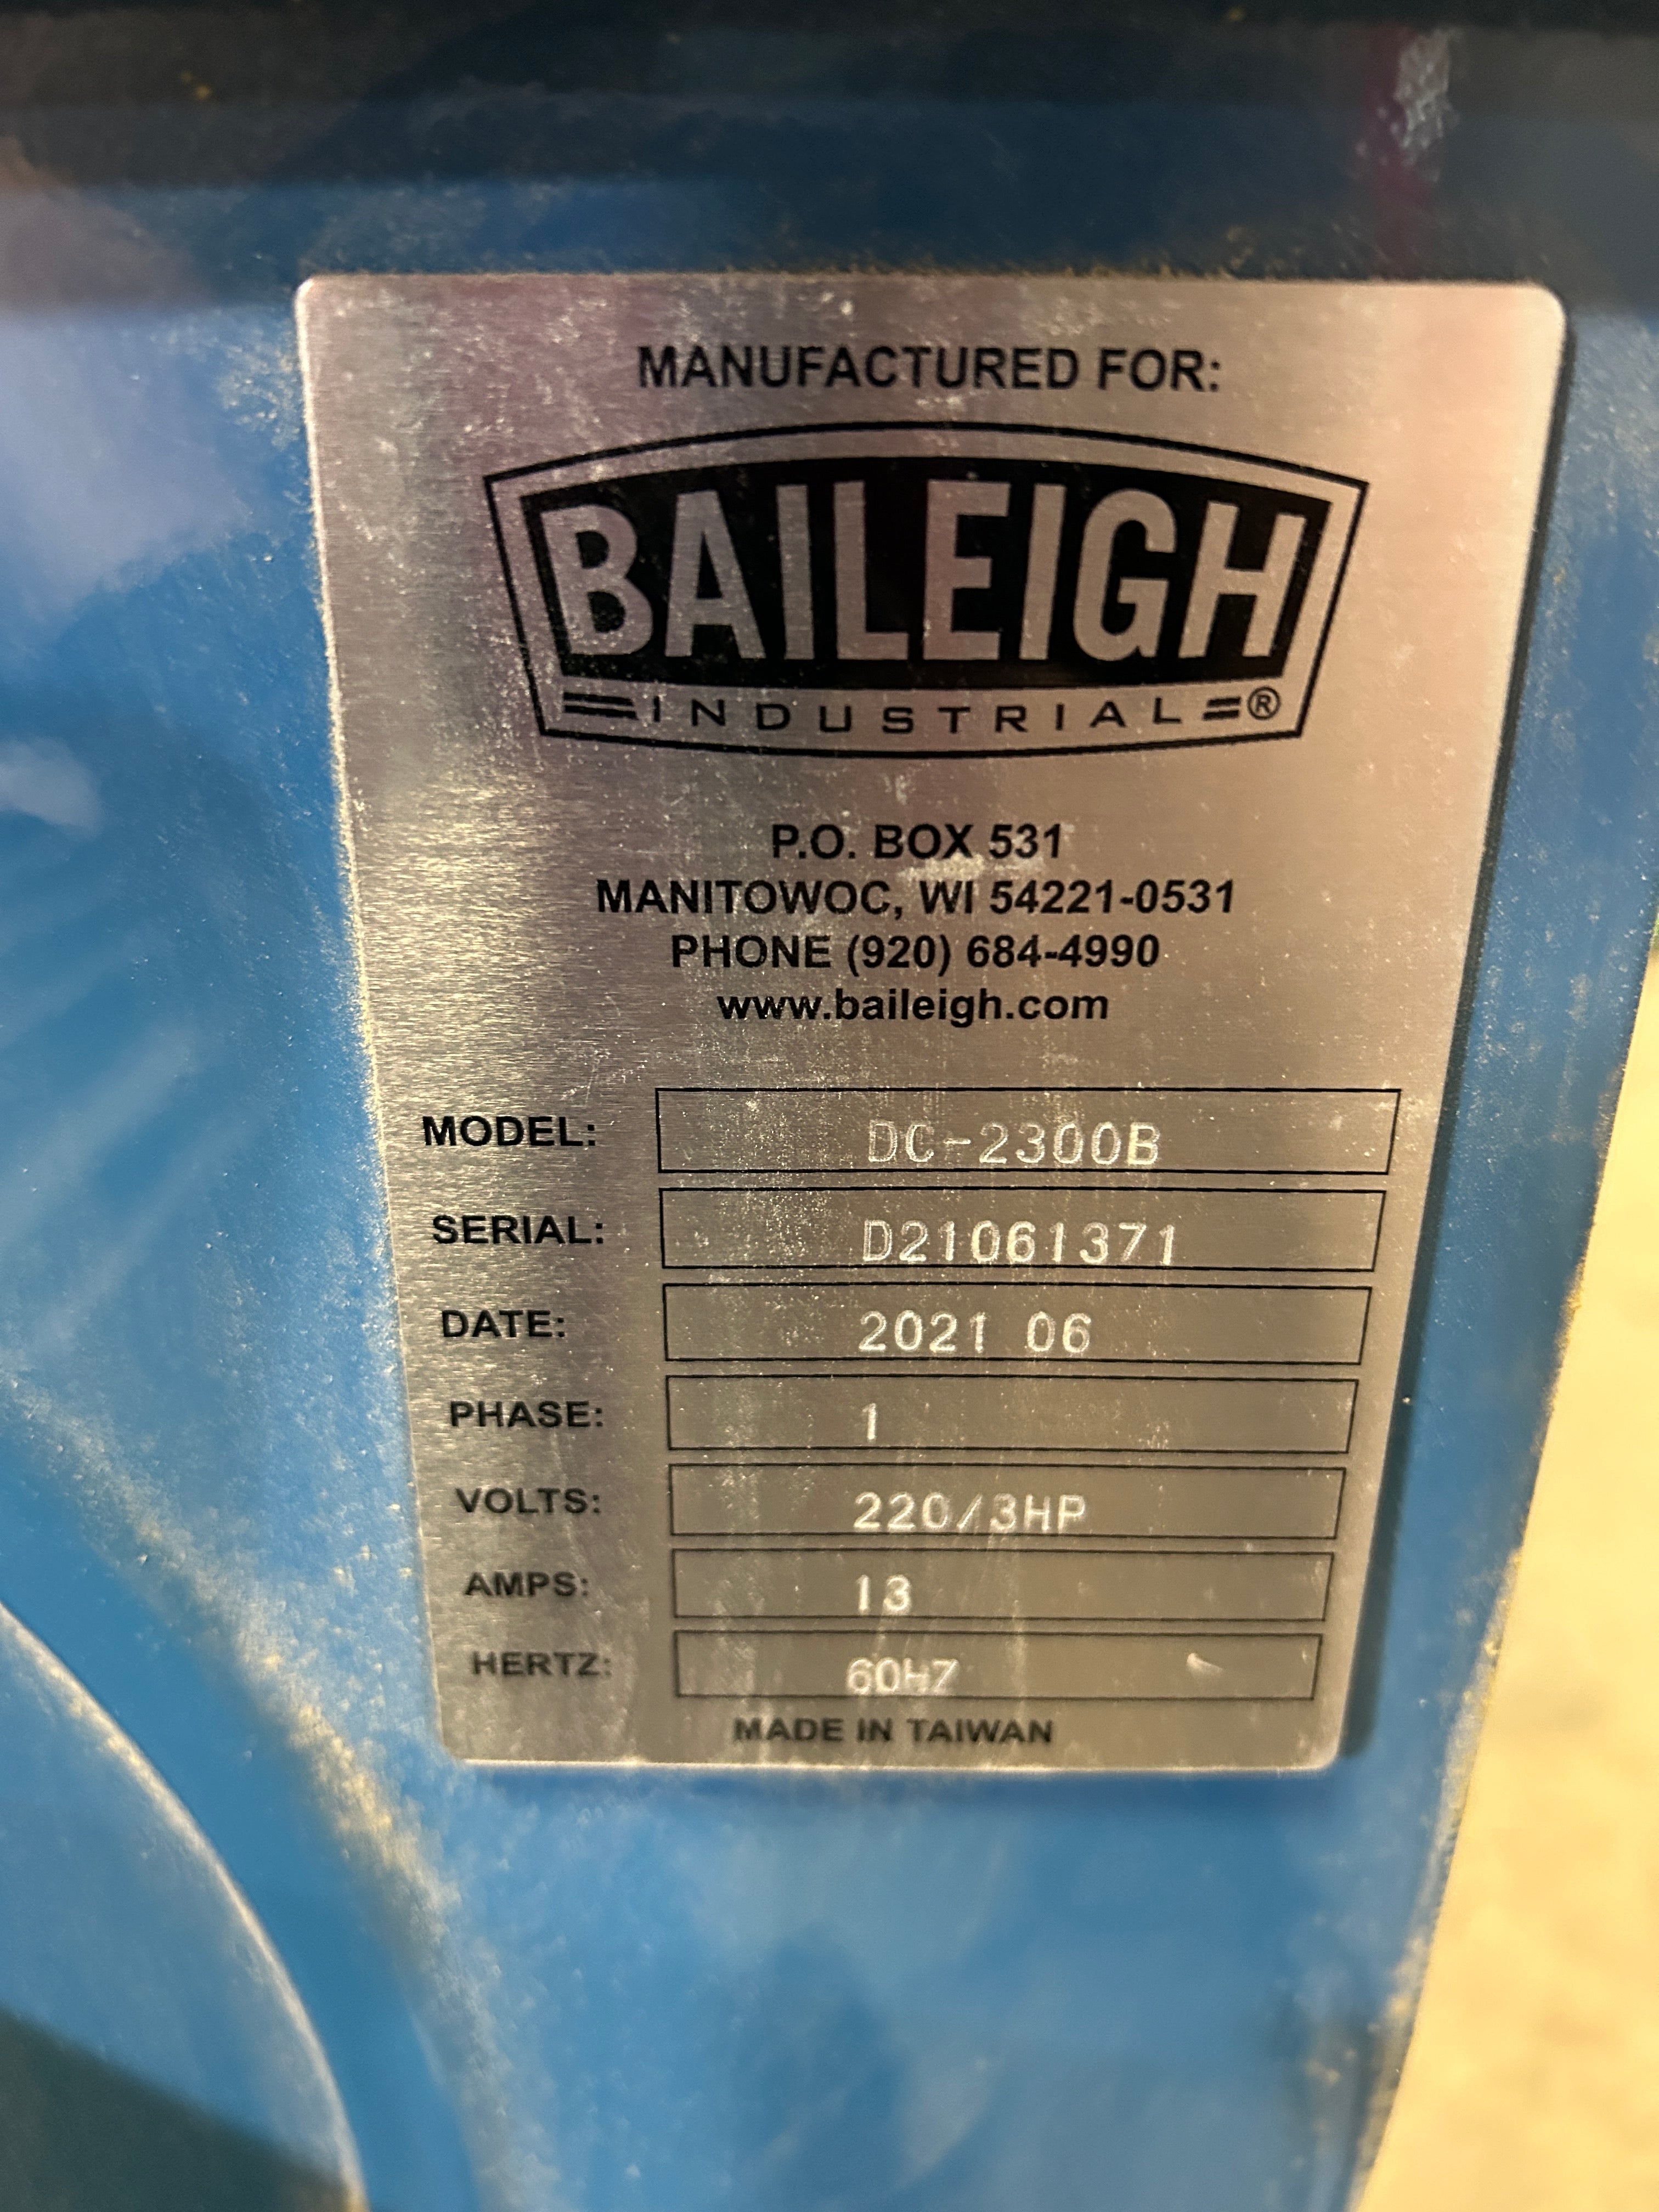 MANUFACTURED FOR:
BAILEIGH
INDUSTRIAL®
P.O. BOX 531
MANITOWOC, WI 54221-0531
PHONE (920) 684-4990
www.baileigh.com
MODEL: DC-2300B
SERIAL: D21061371
DATE: 2021 06
PHASE: 1
VOLTS: 220/3HP
AMPS: 13
HERTZ: 60HZ
MADE IN TAIWAN